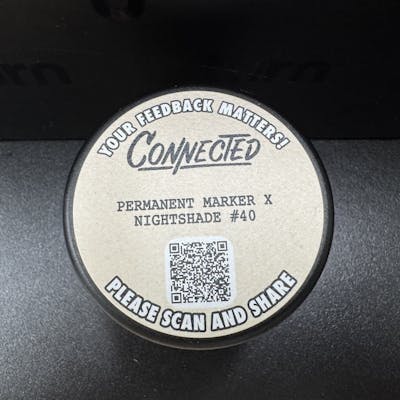 YOUR FEEDBACK MATTERS!
CONNECTED
PERMANENT MARKER X
NIGHTSHADE #40
PLEASE SCAN AND SHARE